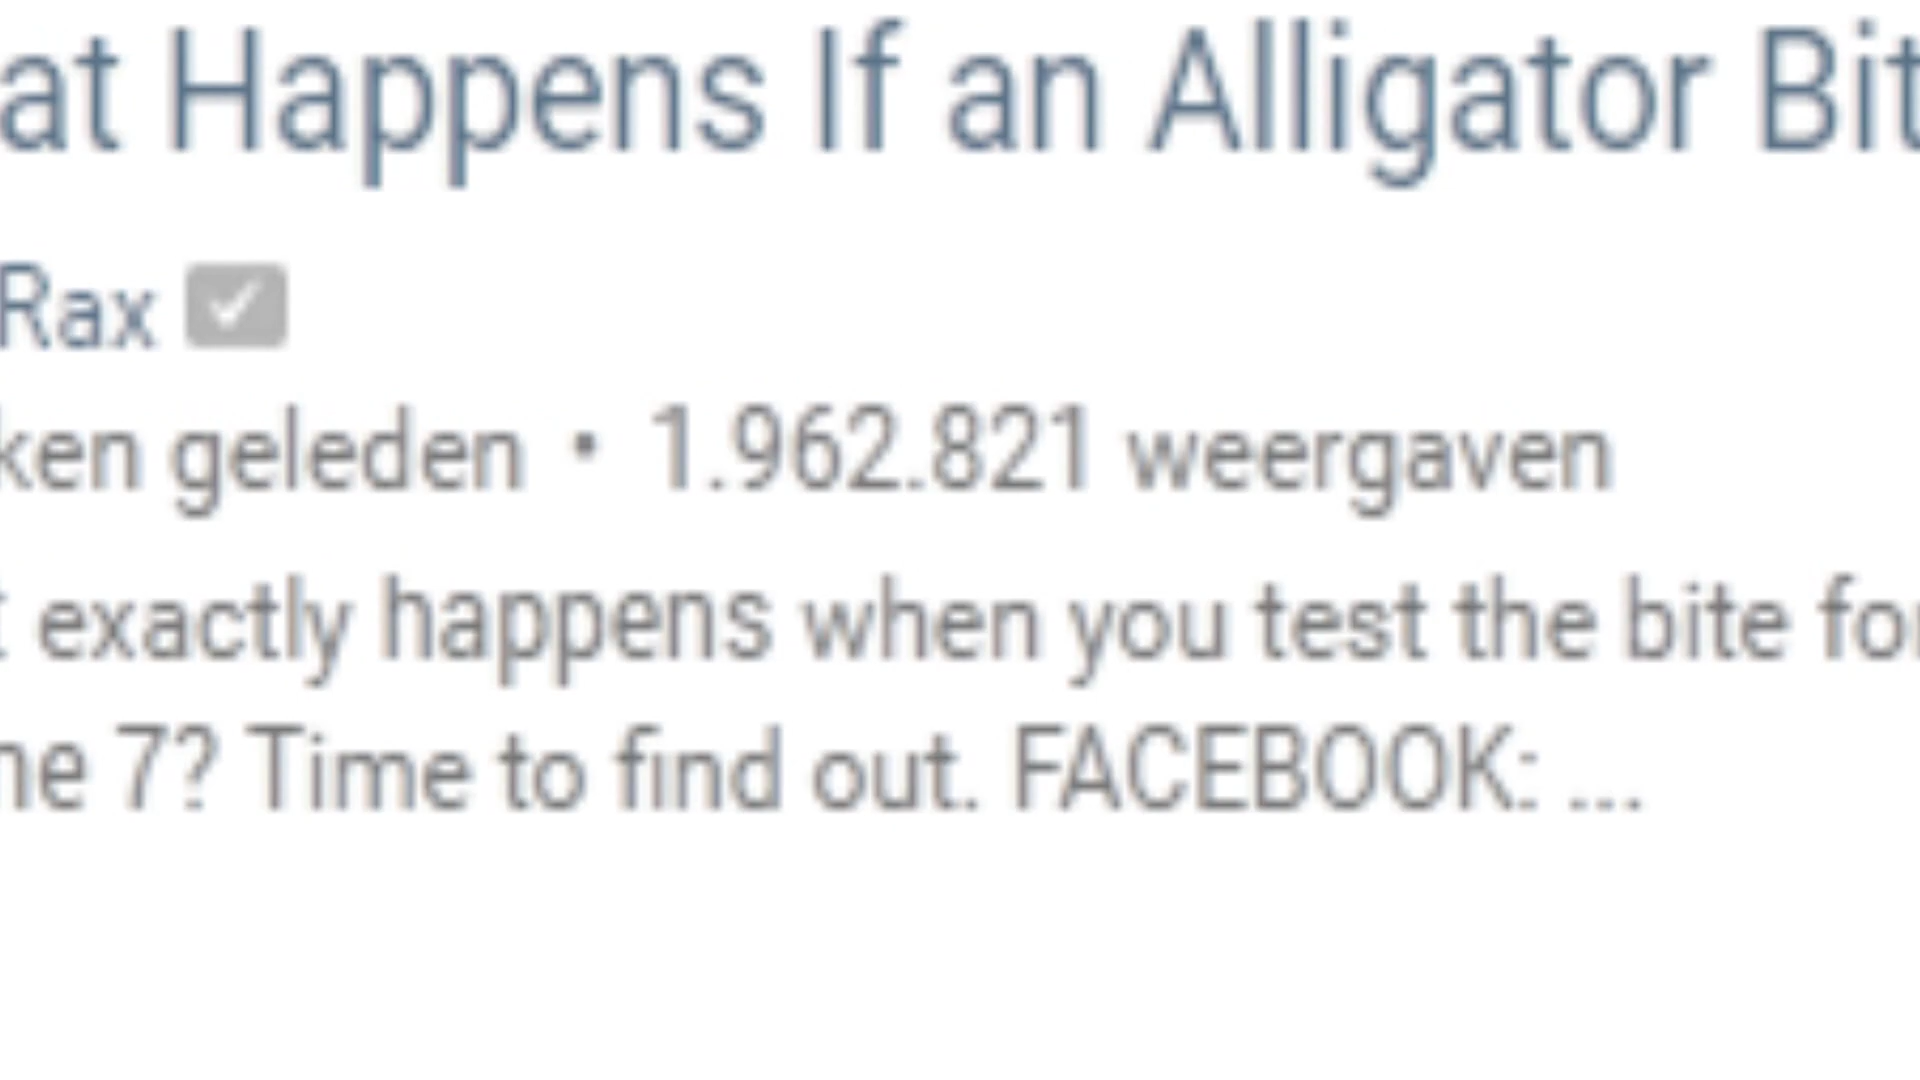 at Happens If an Alligator Bit
Rax
ken geleden • 1.962.821 weergaven
t exactly happens when you test the bite for
ne 7? Time to find out. FACEBOOK: ...